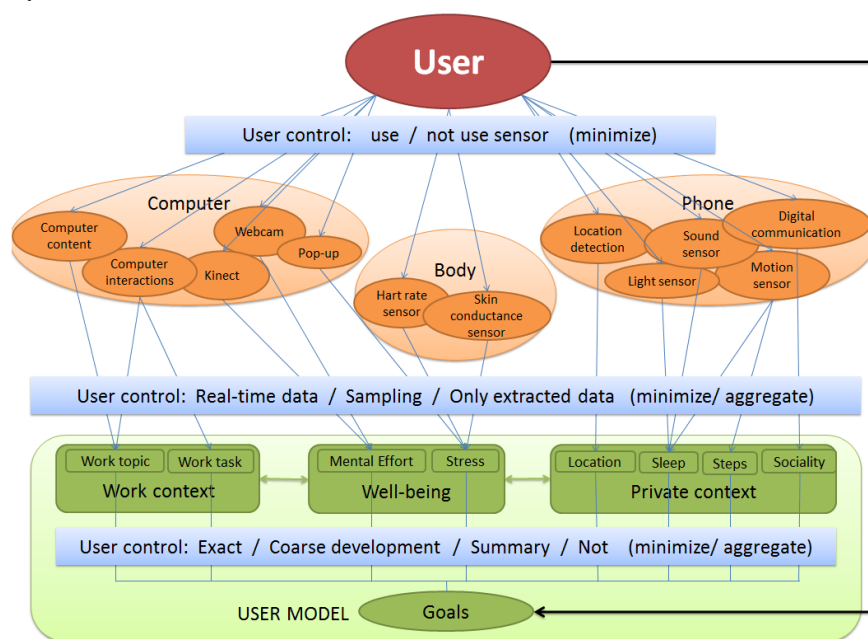 User
User control: use / not use sensor (minimize)
Computer
Computer
content
Computer
interactions
Webcam
Kinect
Pop-up
Body
Hart rate
sensor
Skin
conductance
sensor
Phone
Location
detection
Sound
sensor
Digital
communication
Light sensor
Motion
sensor
User control: Real-time data / Sampling / Only extracted data (minimize/ aggregate)
Work topic
Work task
Work context
Mental Effort
Stress
Well-being
Location
Sleep
Steps
Sociality
Private context
User control: Exact / Coarse development / Summary / Not (minimize/ aggregate)
USER MODEL
Goals